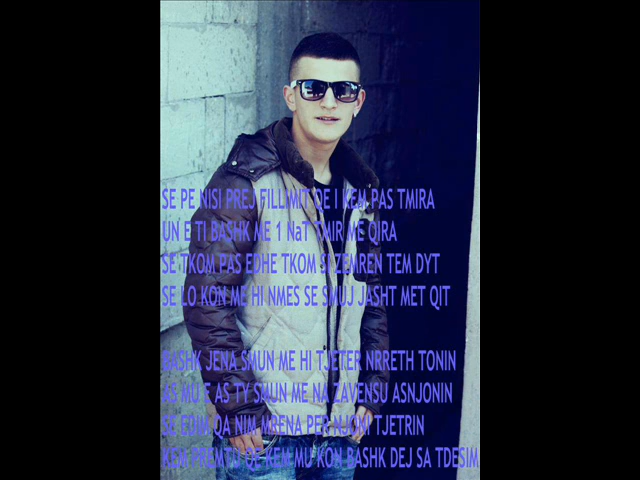 SE PE NISI PREJ FILLIMIT QE I KEM PAS TMIRA
UN E TI BASHK ME 1 NaT TMIR ME QIRA
SE TKOM PAS EDHE TKOM SI ZEMREN TEM DYT
SE LO KON ME HI NMES SE SMUJ JASHT MET QIT
BASHK JENA SMUN ME HI TJETER NRRETH TONIN
AS MU E AS TY SMUN ME NA ZAVENSU ASNJONIN
SE EDIM QA NIM MRENA PER NJONI TJETRIN
KEM PREMTU QE KEM MU KON BASHK DEJ SA TDESIM